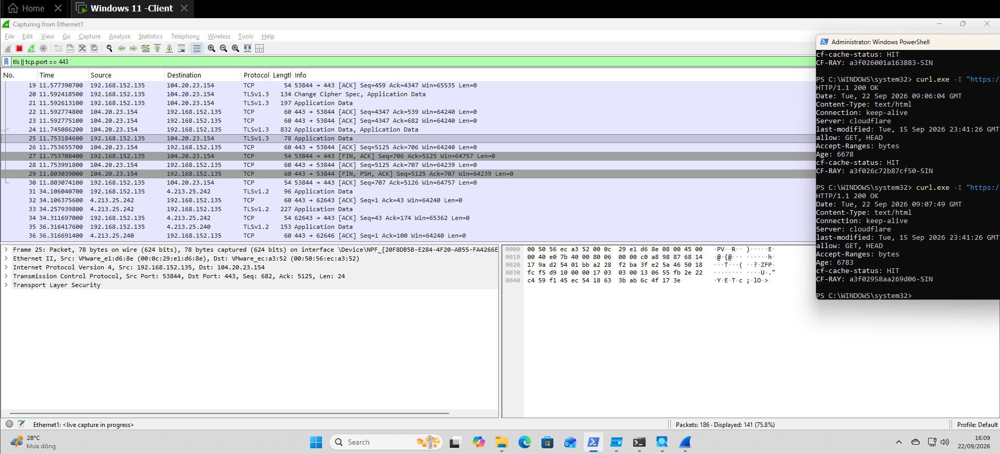 Home
Windows 11 -Client
Capturing from Ethernet1
File Edit View Go Capture Analyze Statistics Telephony Wireless Tools Help
tls || tcp.port == 443
No. Time Source Destination Protocol Lengtl Info
19 11.577390700 192.168.152.135 104.20.23.154 TCP 54 53844 → 443 [ACK] Seq=459 Ack=4347 Win=65535 Len=0
20 11.592418500 192.168.152.135 104.20.23.154 TLSv1.3 134 Change Cipher Spec, Application Data
21 11.592613100 192.168.152.135 104.20.23.154 TLSv1.3 197 Application Data
22 11.592774800 104.20.23.154 192.168.152.135 TCP 60 443 → 53844 [ACK] Seq=4347 Ack=539 Win=64240 Len=0
23 11.592775100 104.20.23.154 192.168.152.135 TCP 60 443 → 53844 [ACK] Seq=4347 Ack=682 Win=64240 Len=0
24 11.745086200 104.20.23.154 192.168.152.135 TLSv1.3 832 Application Data, Application Data
25 11.753184600 192.168.152.135 104.20.23.154 TLSv1.3 78 Application Data
26 11.753655700 104.20.23.154 192.168.152.135 TCP 60 443 → 53844 [ACK] Seq=5125 Ack=706 Win=64240 Len=0
27 11.753708400 192.168.152.135 104.20.23.154 TCP 54 53844 → 443 [FIN, ACK] Seq=706 Ack=5125 Win=64757 Len=0
28 11.753991800 104.20.23.154 192.168.152.135 TCP 60 443 → 53844 [ACK] Seq=5125 Ack=707 Win=64239 Len=0
29 11.803039000 104.20.23.154 192.168.152.135 TCP 60 443 → 53844 [FIN, PSH, ACK] Seq=5125 Ack=707 Win=64239 Len=0
30 11.803074100 192.168.152.135 104.20.23.154 TCP 54 53844 → 443 [ACK] Seq=707 Ack=5126 Win=64757 Len=0
31 34.106040700 192.168.152.135 4.213.25.242 TLSv1.2 96 Application Data
32 34.106375600 4.213.25.242 192.168.152.135 TCP 60 443 → 62643 [ACK] Seq=1 Ack=43 Win=64240 Len=0
33 34.257939800 4.213.25.242 192.168.152.135 TLSv1.2 227 Application Data
34 34.311697000 192.168.152.135 4.213.25.242 TCP 54 62643 → 443 [ACK] Seq=43 Ack=174 Win=65362 Len=0
35 36.316417600 192.168.152.135 4.213.25.240 TLSv1.2 153 Application Data
36 36.316691400 4.213.25.240 192.168.152.135 TCP 60 443 → 62646 [ACK] Seq=1 Ack=100 Win=64240 Len=0
Frame 25: Packet, 78 bytes on wire (624 bits), 78 bytes captured (624 bits) on interface \Device\NPF_{20F8DB5B-E284-4F20-AB55-FA4266E
Ethernet II, Src: VMware_e1:d6:8e (00:0c:29:e1:d6:8e), Dst: VMware_ec:a3:52 (00:50:56:ec:a3:52)
Internet Protocol Version 4, Src: 192.168.152.135, Dst: 104.20.23.154
Transmission Control Protocol, Src Port: 53844, Dst Port: 443, Seq: 682, Ack: 5125, Len: 24
Transport Layer Security
0000 00 50 56 ec a3 52 00 0c 29 e1 d6 8e 08 00 45 00 ·PV··R·· )·····E·
0010 00 40 e0 7b 40 00 80 06 00 00 c0 a8 98 87 68 14 ·@·{@··· ······h·
0020 17 9a d2 54 01 bb a2 28 f2 ba 3f e2 5a 46 50 18 ···T···( ··?·ZFP·
0030 fc f5 d9 10 00 00 17 03 03 00 13 06 55 fb 2e 22 ········ ····U·."
0040 c4 59 f1 45 ec 54 18 63 3b ab 6c 4f 17 3e ·Y·E·T·c ;·lO·>
Administrator: Windows PowerShell
cf-cache-status: HIT
CF-RAY: a3f026001a163883-SIN
PS C:\WINDOWS\system32> curl.exe -I "https:/
HTTP/1.1 200 OK
Date: Tue, 22 Sep 2026 09:06:04 GMT
Content-Type: text/html
Connection: keep-alive
Server: cloudflare
last-modified: Tue, 15 Sep 2026 23:41:26 GMT
allow: GET, HEAD
Accept-Ranges: bytes
Age: 6678
cf-cache-status: HIT
CF-RAY: a3f026c72b87cf50-SIN
PS C:\WINDOWS\system32> curl.exe -I "https:/
HTTP/1.1 200 OK
Date: Tue, 22 Sep 2026 09:07:49 GMT
Content-Type: text/html
Connection: keep-alive
Server: cloudflare
last-modified: Tue, 15 Sep 2026 23:41:26 GMT
allow: GET, HEAD
Accept-Ranges: bytes
Age: 6783
cf-cache-status: HIT
CF-RAY: a3f02958aa269d06-SIN
PS C:\WINDOWS\system32>
Ethernet1: <live capture in progress>
Packets: 186 · Displayed: 141 (75.8%)
Profile: Default
28°C
Mưa dông
Search
16:09
22/09/2026